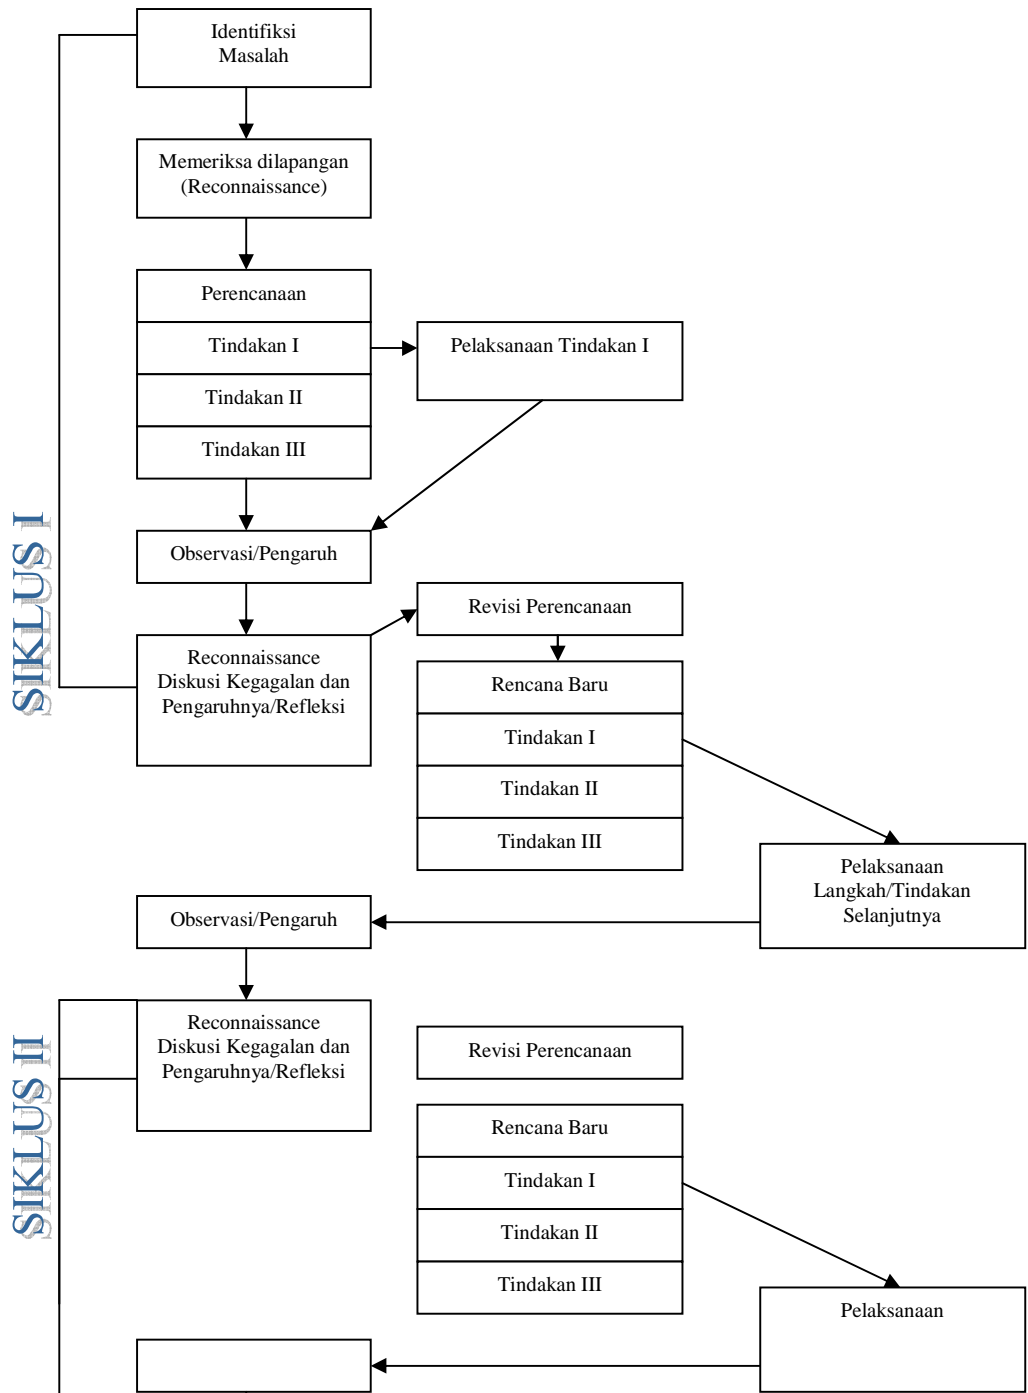 Identifiksi
Masalah
Memeriksa dilapangan
(Reconnaissance)
Perencanaan
Tindakan I
Pelaksanaan Tindakan I
Tindakan II
Tindakan III
SIKLUS I
Observasi/Pengaruh
Revisi Perencanaan
Reconnaissance
Diskusi Kegagalan dan
Pengaruhnya/Refleksi
Rencana Baru
Tindakan I
Tindakan II
Tindakan III
Pelaksanaan
Langkah/Tindakan
Selanjutnya
Observasi/Pengaruh
SIKLUS II
Reconnaissance
Diskusi Kegagalan dan
Pengaruhnya/Refleksi
Revisi Perencanaan
Rencana Baru
Tindakan I
Tindakan II
Tindakan III
Pelaksanaan